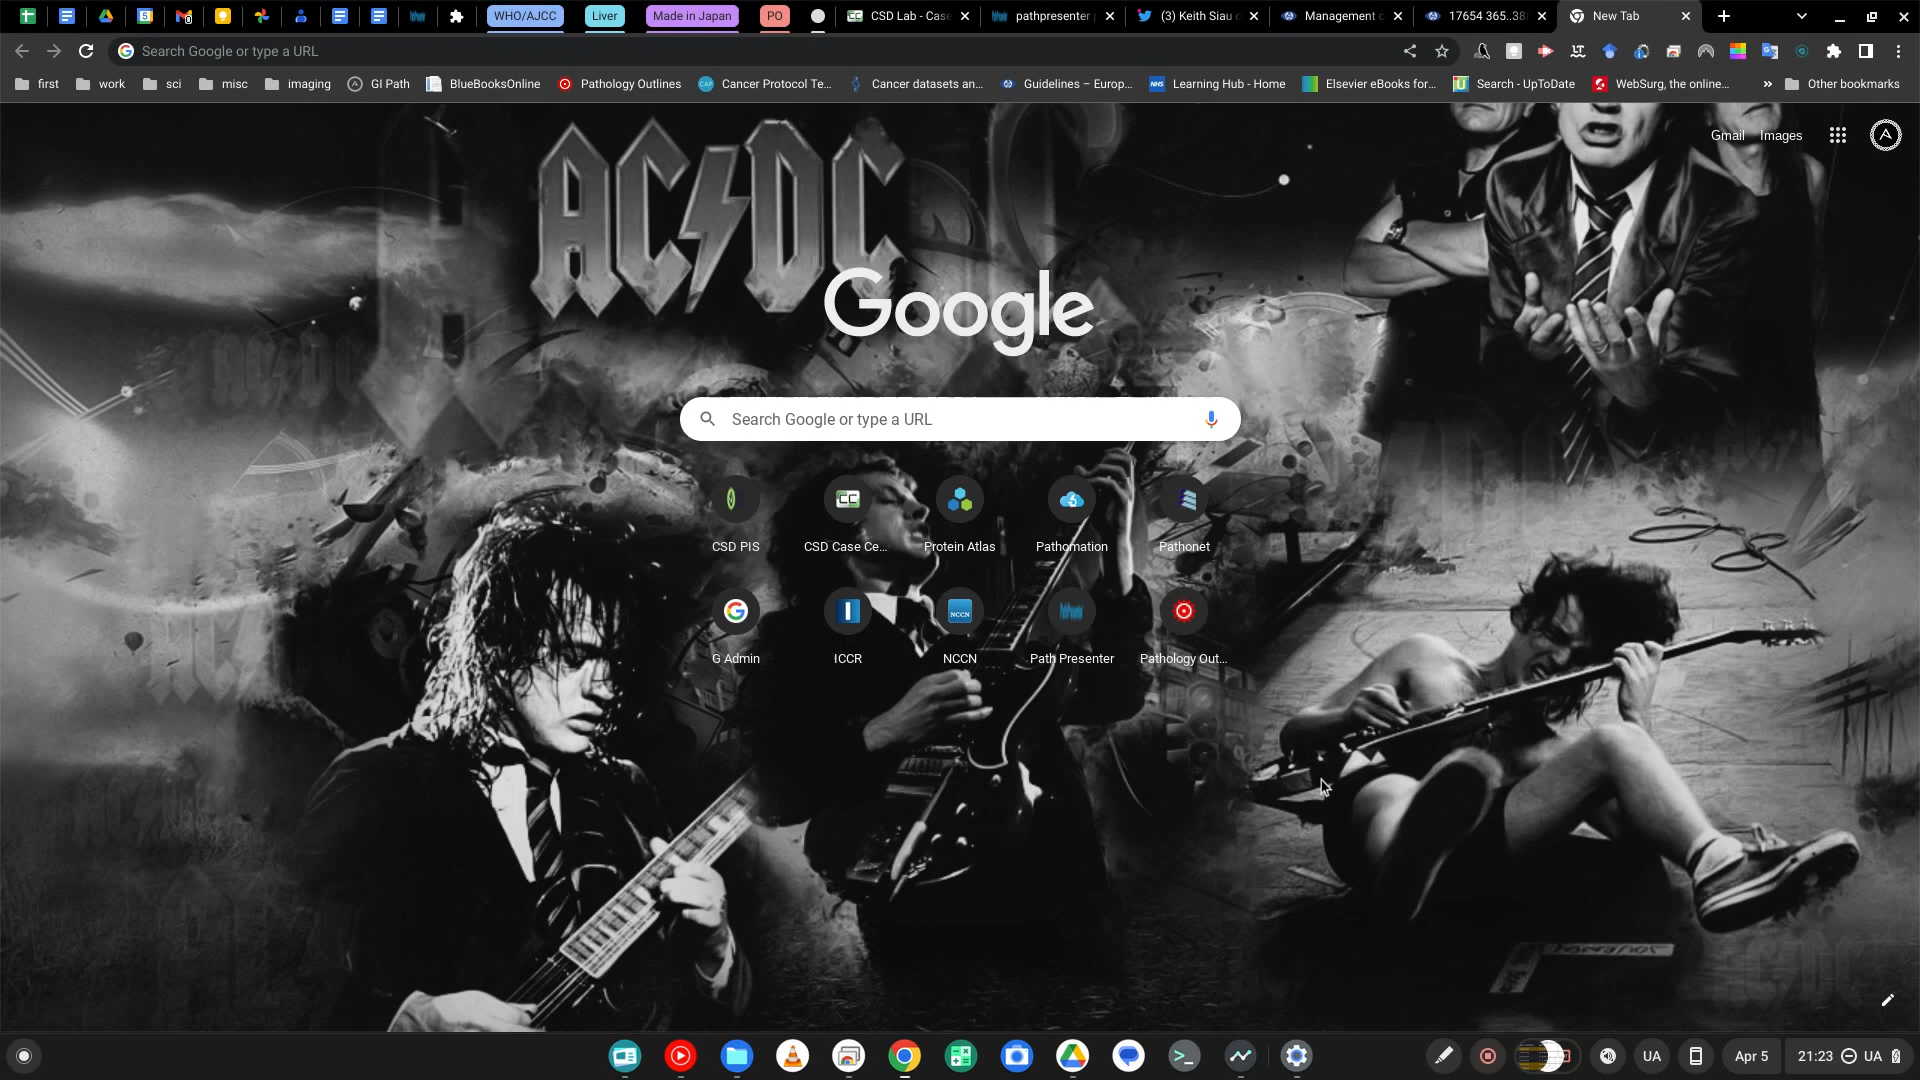 WHO/AJCC
Liver
Made in Japan
PO
CSD Lab - Case
pathpresenter
(3) Keith Siau
Management
17654 365..38
New Tab
Search Google or type a URL
first
work
sci
misc
imaging
GI Path
BlueBooksOnline
Pathology Outlines
CAP
Cancer Protocol Te...
Cancer datasets an...
Guidelines – Europ...
NHS
Learning Hub - Home
Elsevier eBooks for...
Search - UpToDate
WebSurg, the online...
»
Other bookmarks
Gmail
Images
AC DC
Google
Search Google or type a URL
CSD PIS
CSD Case Ce...
Protein Atlas
Pathomation
Pathonet
NCCN
G Admin
ICCR
NCCN
Path Presenter
Pathology Out...
UA
Apr 5
21:23
UA